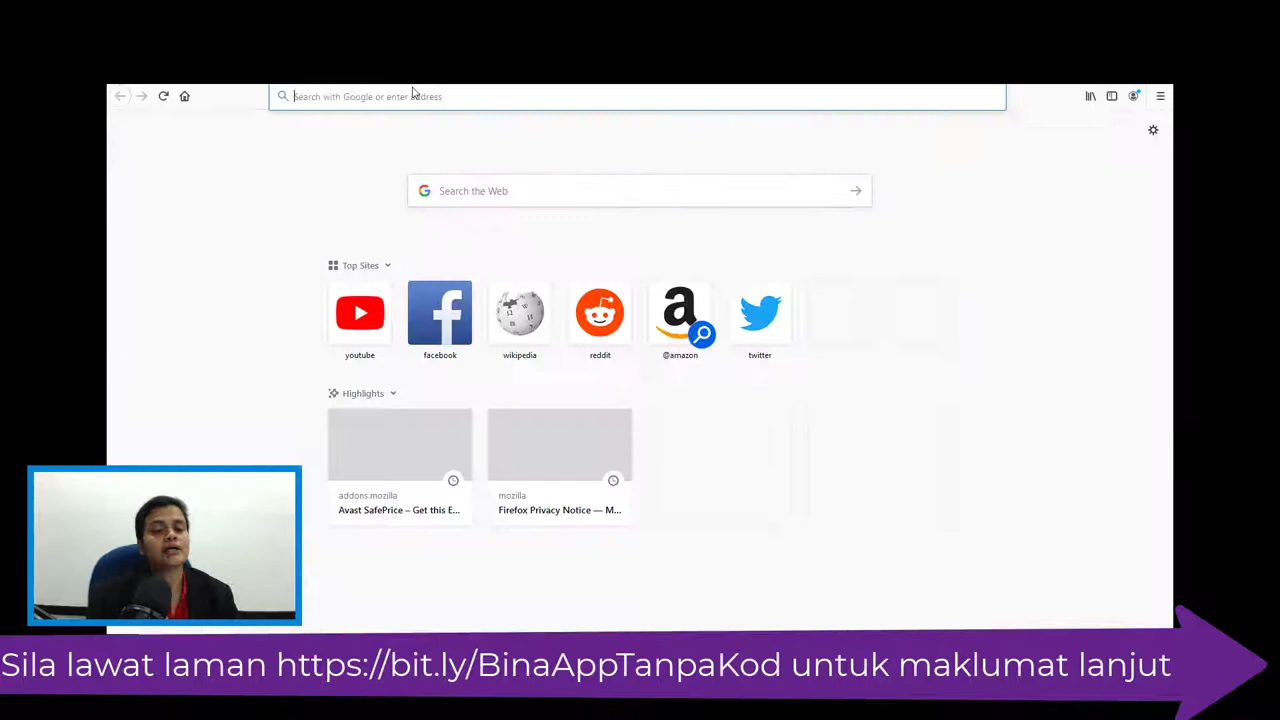 Search with Google or enter address
Search the Web
Top Sites
youtube
facebook
wikipedia
reddit
@amazon
twitter
Highlights
addons.mozilla
Avast SafePrice – Get this E...
mozilla
Firefox Privacy Notice — M...
Sila lawat laman https://bit.ly/BinaAppTanpaKod untuk maklumat lanjut